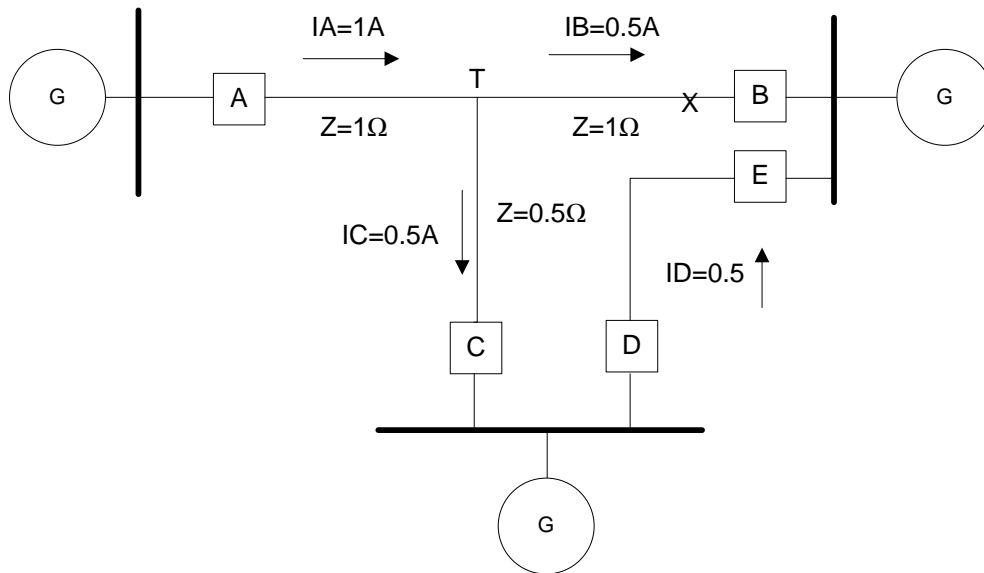 IA=1A
IB=0.5A
T
G
A
X
B
G
Z=1Ω
Z=1Ω
E
IC=0.5A
Z=0.5Ω
ID=0.5
C
D
G